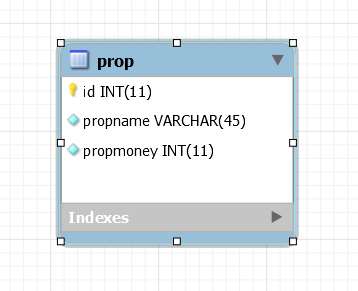 prop
id INT(11)
propname VARCHAR(45)
propmoney INT(11)
Indexes